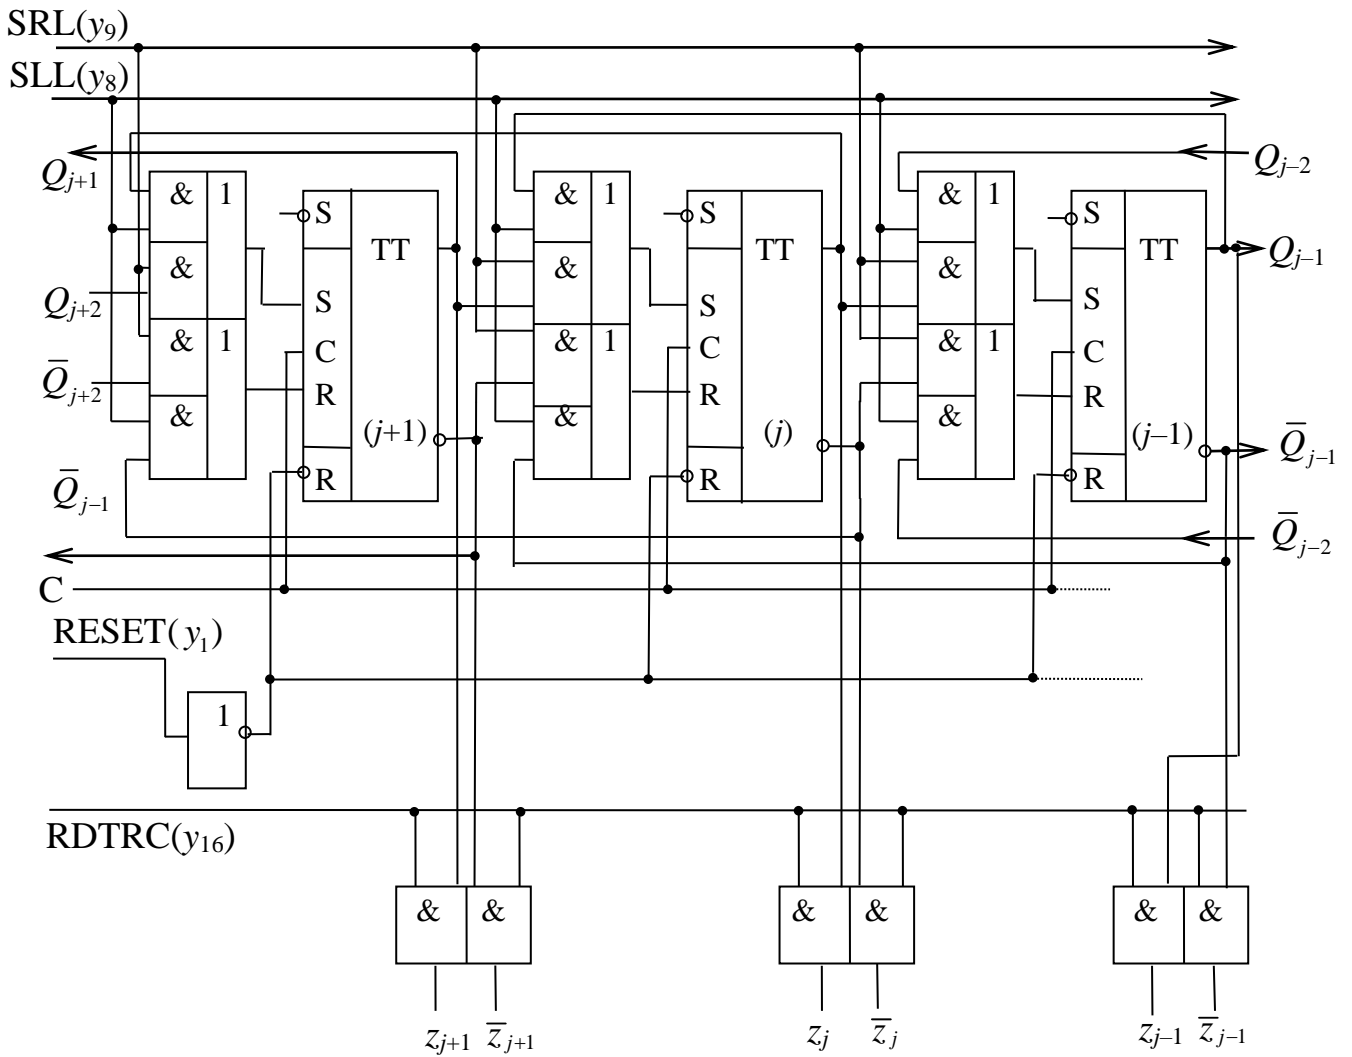 SRL(y₉)
SLL(y₈)
Qⱼ₊₁
Qⱼ₋₂
& 1 & 1 & 1
S S S
TT TT TT
Qⱼ₋₁
& & &
Qⱼ₊₂
S S S
& 1 & 1 & 1
C C C
Q̄ⱼ₊₂
R R R
& & &
(j+1) (j) (j−1)
Q̄ⱼ₋₁
R R R
Q̄ⱼ₋₁
Q̄ⱼ₋₂
C
RESET(y₁)
1
RDTRC(y₁₆)
& & & & & &
zⱼ₊₁ z̄ⱼ₊₁ zⱼ z̄ⱼ zⱼ₋₁ z̄ⱼ₋₁